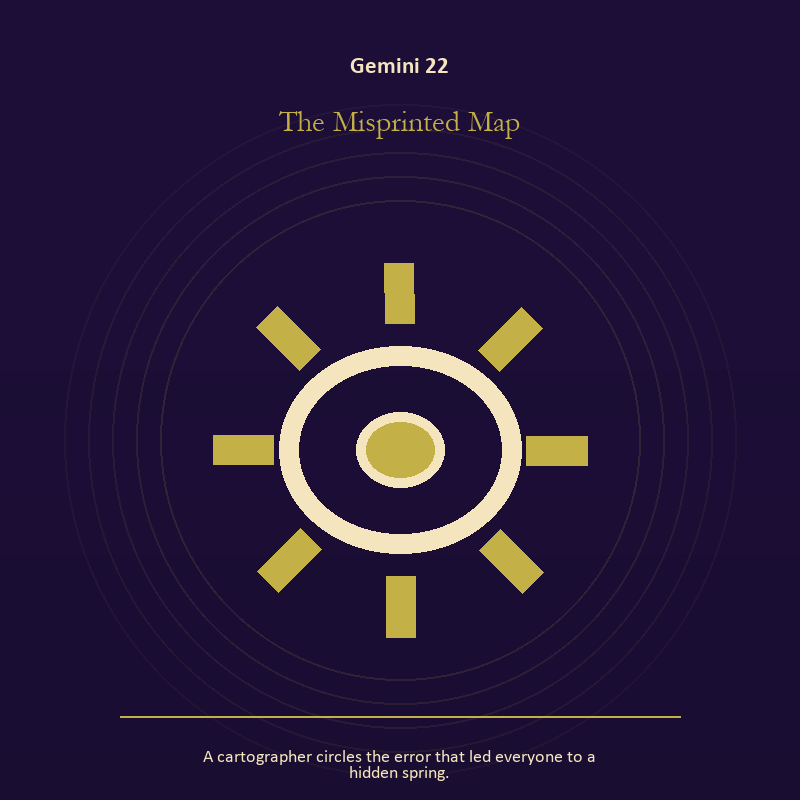 Gemini 22
The Misprinted Map
A cartographer circles the error that led everyone to a
hidden spring.